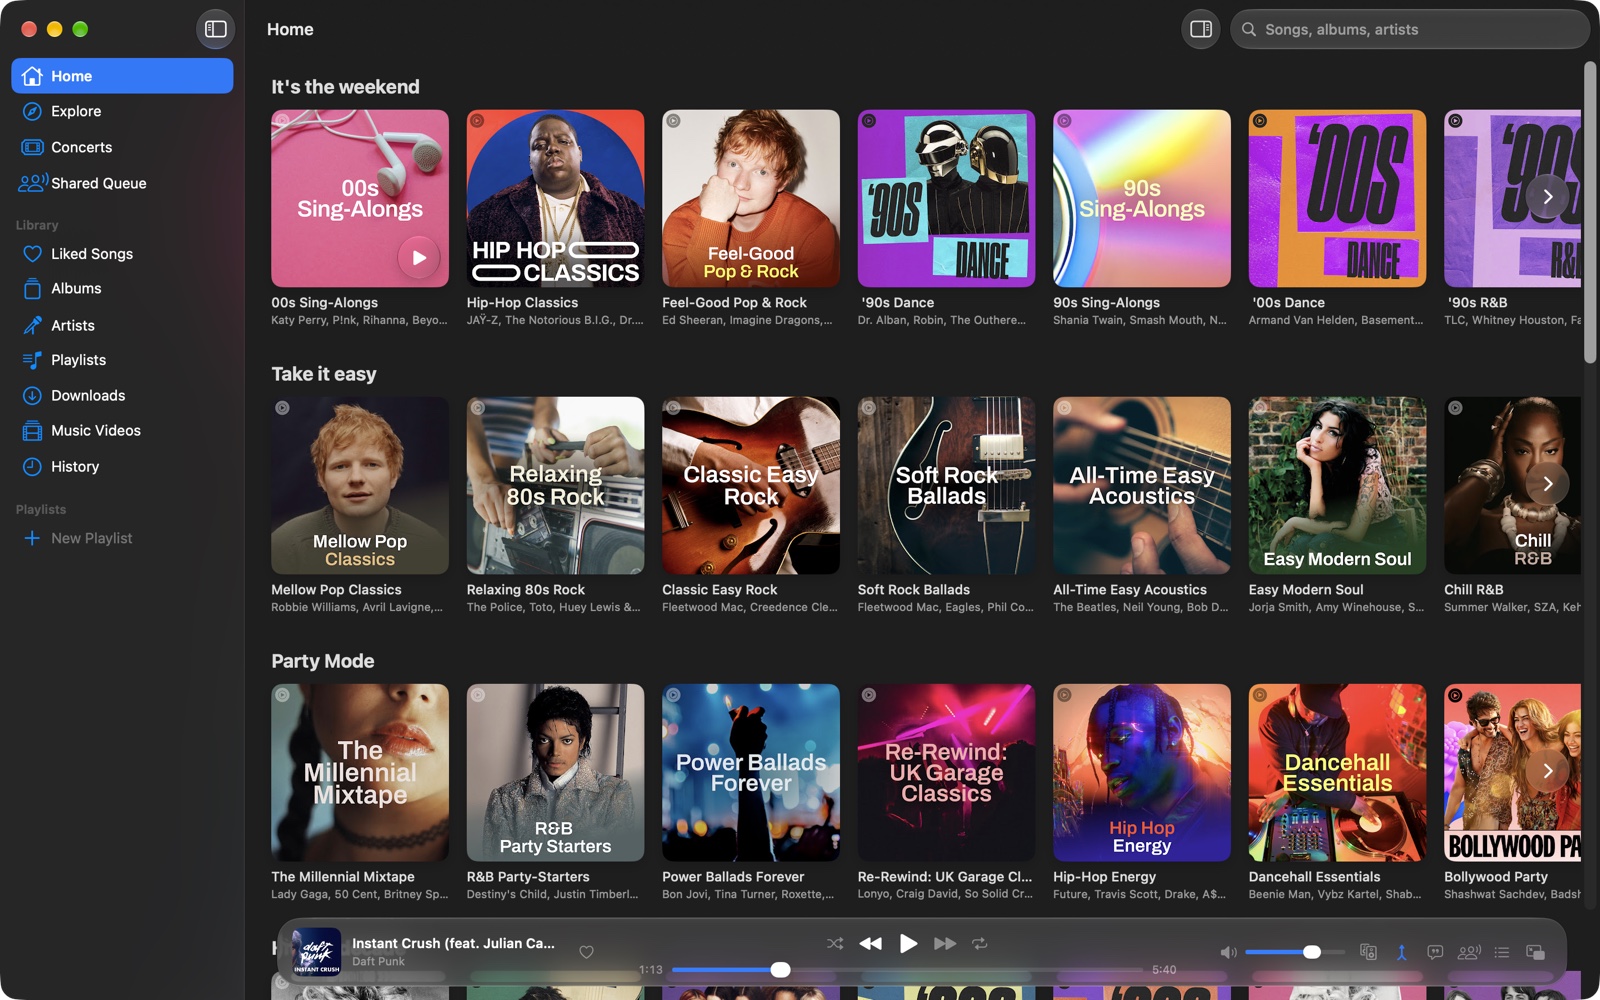 Home
Songs, albums, artists
Home
Explore
Concerts
Shared Queue
Library
Liked Songs
Albums
Artists
Playlists
Downloads
Music Videos
History
Playlists
New Playlist
It's the weekend
00s
Sing-Alongs
HIP HOP
CLASSICS
Feel-Good
Pop & Rock
'90S
DANCE
90s
Sing-Alongs
'00S
DANCE
'90S
R&B
00s Sing-Alongs
Katy Perry, P!nk, Rihanna, Beyo...
Hip-Hop Classics
JAŸ-Z, The Notorious B.I.G., Dr....
Feel-Good Pop & Rock
Ed Sheeran, Imagine Dragons,...
'90s Dance
Dr. Alban, Robin, The Outhere...
90s Sing-Alongs
Shania Twain, Smash Mouth, N...
'00s Dance
Armand Van Helden, Basement...
'90s R&B
TLC, Whitney Houston, Fa
Take it easy
Mellow Pop
Classics
Relaxing
80s Rock
Classic Easy
Rock
Soft Rock
Ballads
All-Time Easy
Acoustics
Easy Modern Soul
Chill
R&B
Mellow Pop Classics
Robbie Williams, Avril Lavigne,...
Relaxing 80s Rock
The Police, Toto, Huey Lewis &...
Classic Easy Rock
Fleetwood Mac, Creedence Cle...
Soft Rock Ballads
Fleetwood Mac, Eagles, Phil Co...
All-Time Easy Acoustics
The Beatles, Neil Young, Bob D...
Easy Modern Soul
Jorja Smith, Amy Winehouse, S...
Chill R&B
Summer Walker, SZA, Keh
Party Mode
The
Millennial
Mixtape
R&B
Party Starters
Power Ballads
Forever
Re-Rewind:
UK Garage
Classics
Hip Hop
Energy
Dancehall
Essentials
BOLLYWOOD PA
The Millennial Mixtape
Lady Gaga, 50 Cent, Britney Sp...
R&B Party-Starters
Destiny's Child, Justin Timberl...
Power Ballads Forever
Bon Jovi, Tina Turner, Roxette,...
Re-Rewind: UK Garage Cl...
Lonyo, Craig David, So Solid Cr...
Hip-Hop Energy
Future, Travis Scott, Drake, A$...
Dancehall Essentials
Beenie Man, Vybz Kartel, Shab...
Bollywood Party
Shashwat Sachdev, Badsh
daft
punk
INSTANT CRUSH
Instant Crush (feat. Julian Ca...
Daft Punk
1:13
5:40